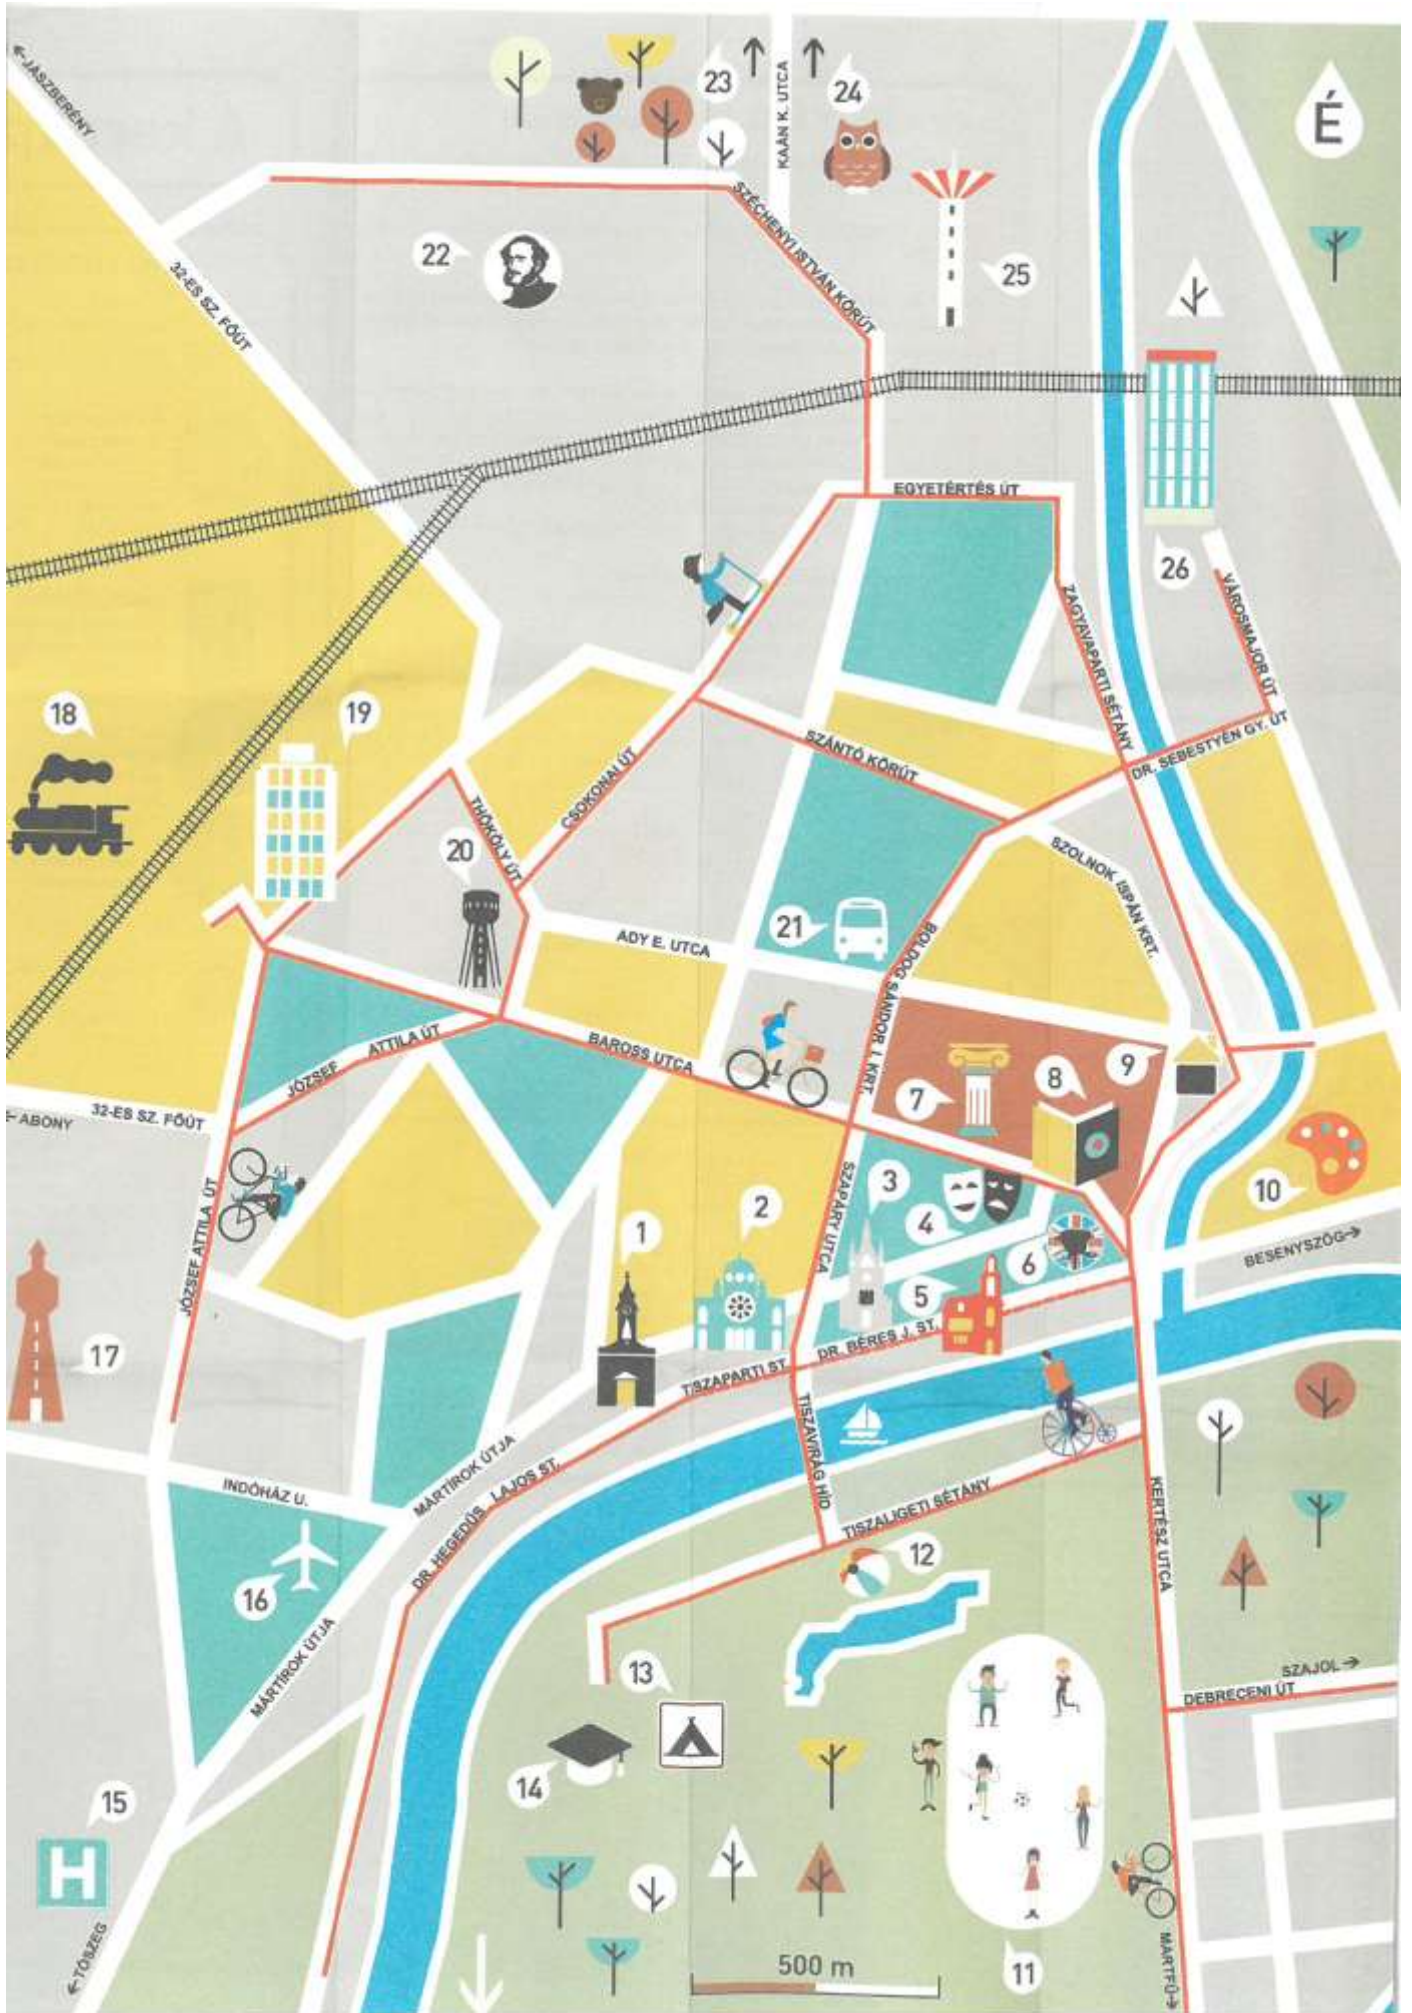 ←JÁSZBERÉNY
23
KAÁN K. UTCA
24
É
SZÉCHENYI ISTVÁN KÖRÚT
22
25
32-ES SZ. FŐÚT
EGYETÉRTÉS ÚT
26
ZAGYVAPARTI SÉTÁNY
VÁROSMAJOR ÚT
18
19
SZÁNTÓ KÖRÚT
DR. SEBESTYÉN GY. ÚT
CSOKONAI ÚT
THÖKÖLY ÚT
20
SZOLNOK ISPÁN KRT.
21
ADY E. UTCA
BOLDOG SÁNDOR I. KRT.
JÓZSEF ATTILA ÚT
BAROSS UTCA
9
8
7
← ABONY
32-ES SZ. FŐÚT
JÓZSEF ATTILA ÚT
SZAPÁRY UTCA
3
10
2
4
1
6
BESENYSZÖG→
5
17
DR. BÉRES J. ST.
TISZAPARTI ST.
TISZAVIRÁG HÍD
INDÓHÁZ U.
MÁRTÍROK ÚTJA
DR. HEGEDŰS LAJOS ST.
TISZALIGETI SÉTÁNY
KERTÉSZ UTCA
12
16
MÁRTÍROK ÚTJA
13
SZAJOL→
DEBRECENI ÚT
14
15
H
←TÓSZEG
MARTFŰ→
500 m
11